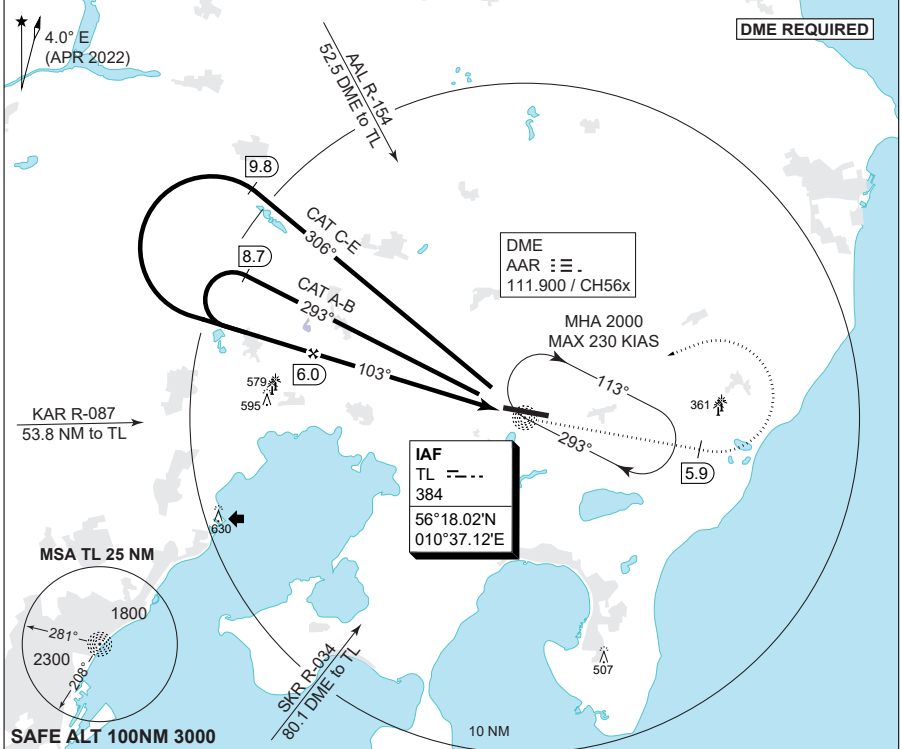 4.0° E
(APR 2022)
DME REQUIRED
AAL R-154
52.5 DME to TL
9.8
CAT C-E
306°
8.7
CAT A-B
293°
DME
AAR
111.900 / CH56x
MHA 2000
MAX 230 KIAS
6.0
103°
113°
579
595
361
KAR R-087
53.8 NM to TL
293°
5.9
IAF
TL
384
56°18.02'N
010°37.12'E
630
MSA TL 25 NM
1800
281°
2300
208°
SKR R-034
80.1 DME to TL
507
10 NM
SAFE ALT 100NM 3000